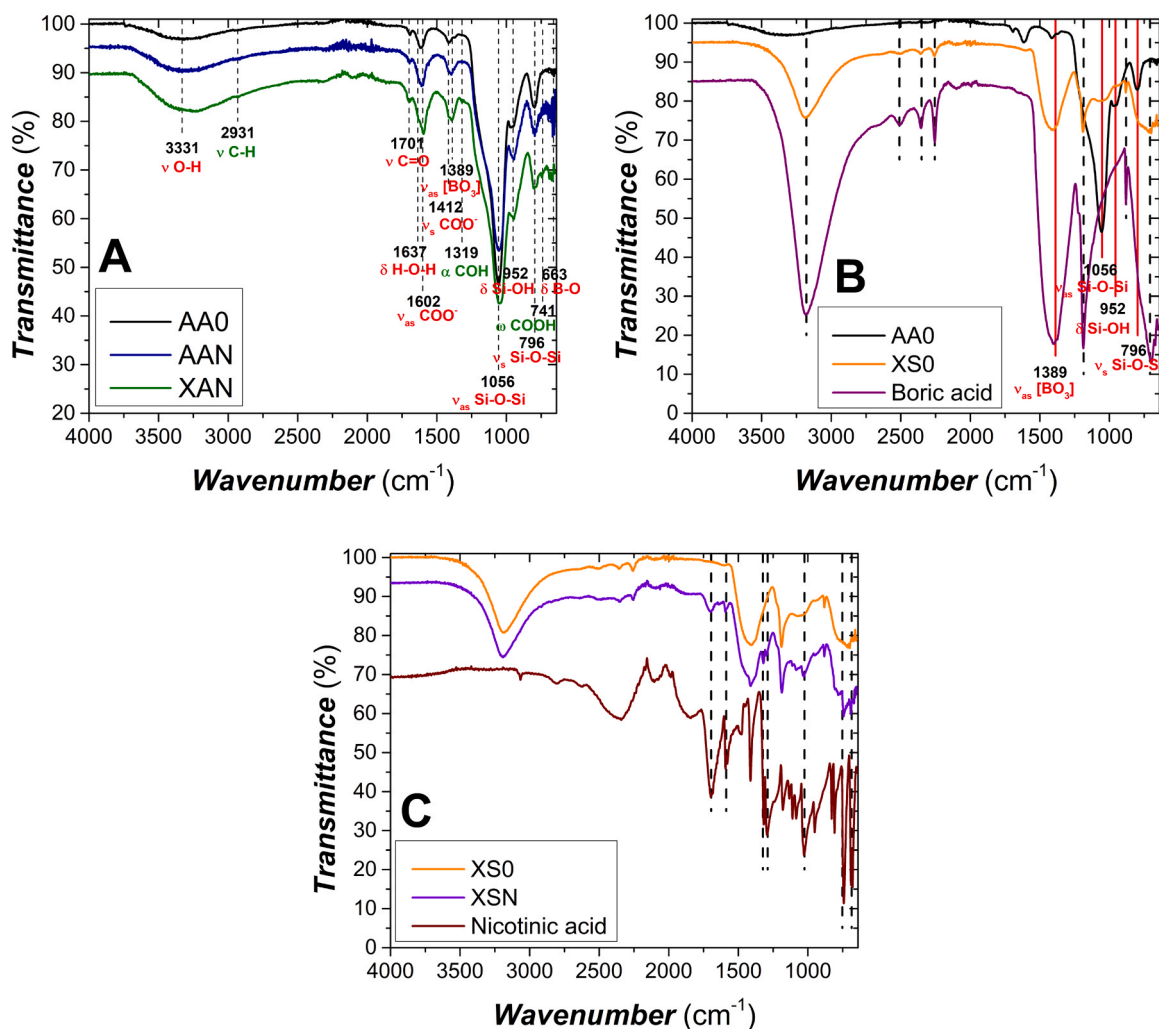 100
90
80
70
60
50
40
30
20
Transmittance (%)
3331
ν O-H
2931
ν C-H
1701
ν C=O
1389
νas [BO3]
1412
νs COO-
1637
δ H-O-H
1319
α COH
952
δ Si-OH
663
δ B-O
1602
νas COO-
741
ω COOH
796
νs Si-O-Si
1056
νas Si-O-Si
A
AA0
AAN
XAN
4000 3500 3000 2500 2000 1500 1000
Wavenumber (cm-1)
100
90
80
70
60
50
40
30
20
10
0
Transmittance (%)
1056
νas Si-O-Si
952
δ Si-OH
796
νs Si-O-S
1389
νas [BO3]
B
AA0
XS0
Boric acid
4000 3500 3000 2500 2000 1500 1000
Wavenumber (cm-1)
100
90
80
70
60
50
40
30
20
10
0
Transmittance (%)
C
XS0
XSN
Nicotinic acid
4000 3500 3000 2500 2000 1500 1000
Wavenumber (cm-1)